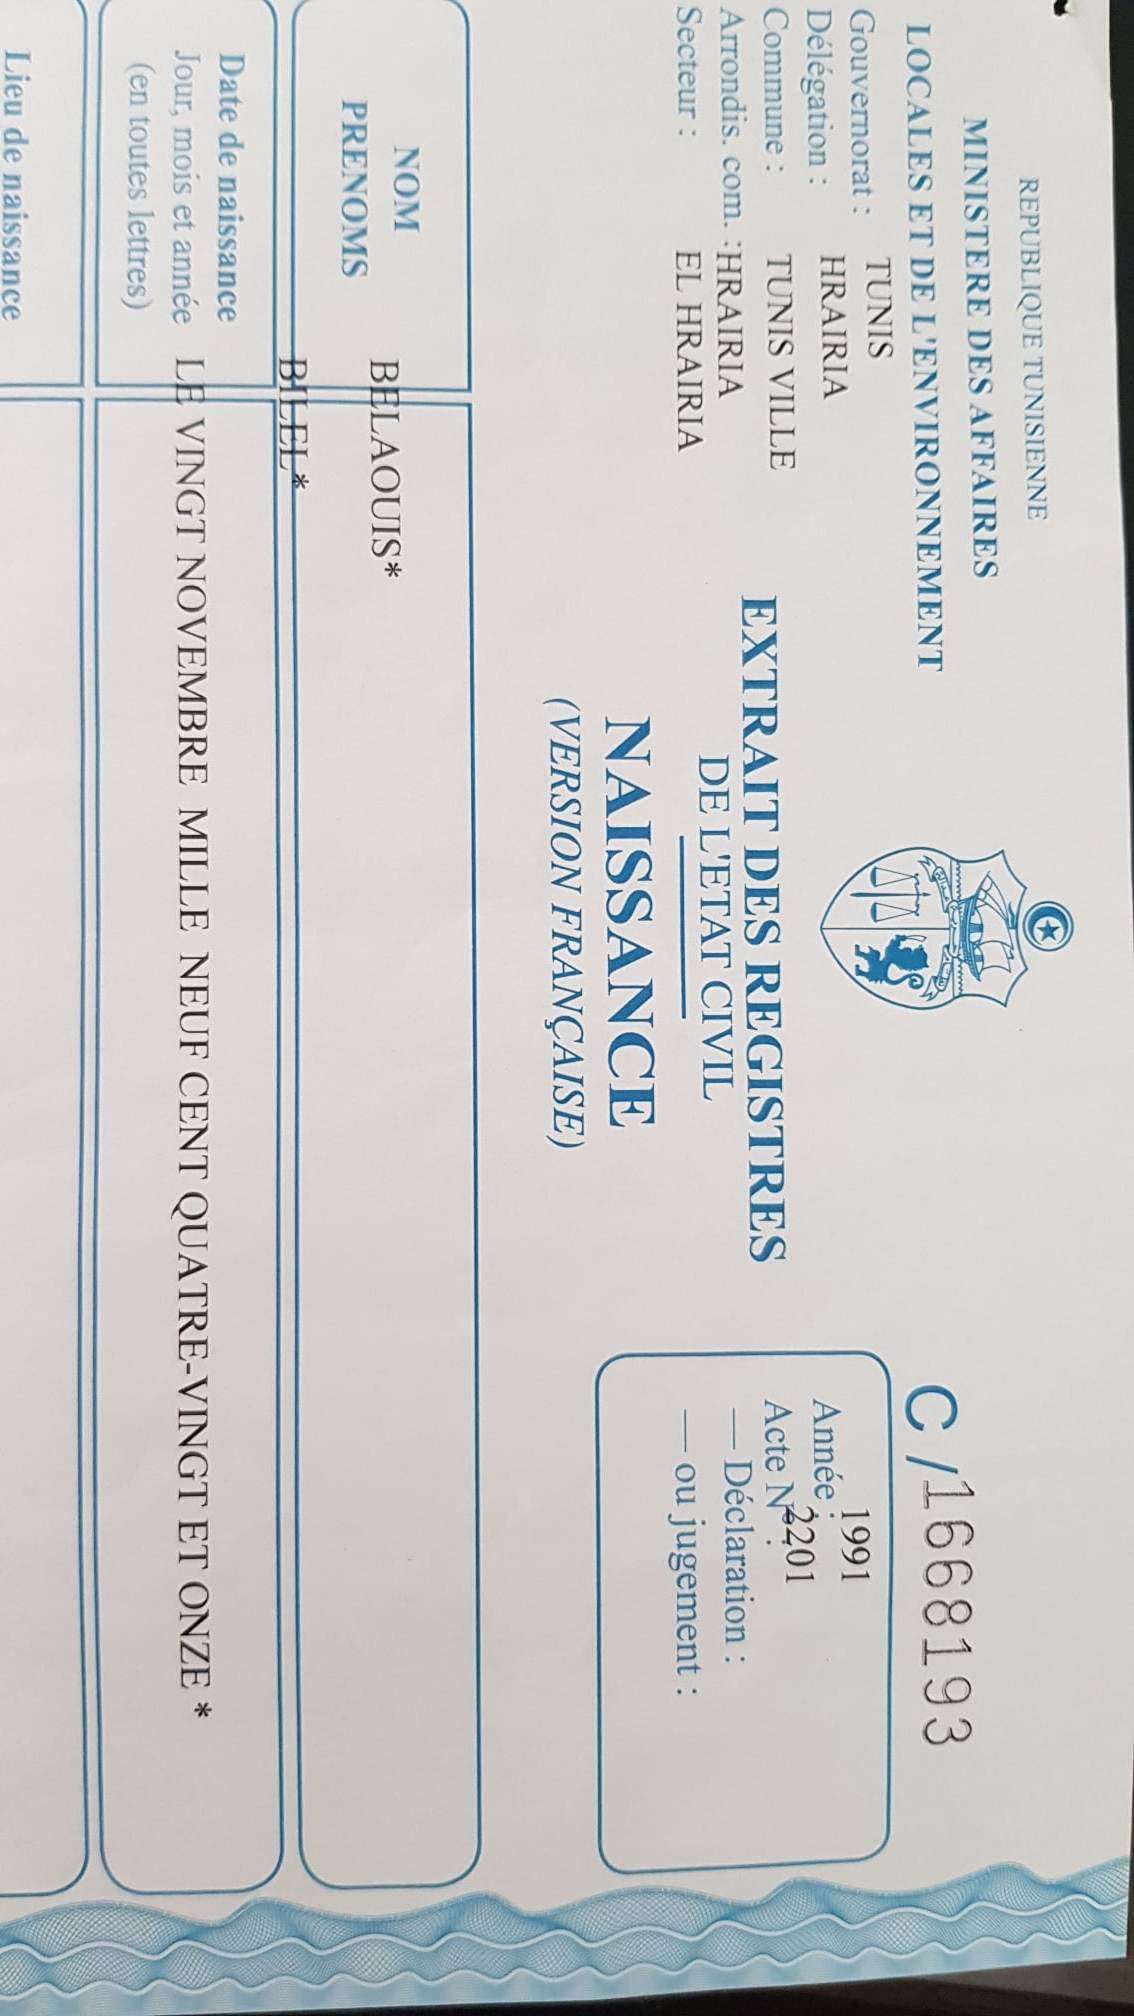 REPUBLIQUE TUNISIENNE
MINISTERE DES AFFAIRES
LOCALES ET DE L'ENVIRONNEMENT
Gouvernorat : TUNIS
Délégation : HRAIRIA
Commune : TUNIS VILLE
Arrondis. com. : HRAIRIA
Secteur : EL HRAIRIA
C / 1668193
EXTRAIT DES REGISTRES
DE L'ETAT CIVIL
NAISSANCE
(VERSION FRANÇAISE)
Année : 1991
Acte N° : 2201
— Déclaration :
— ou jugement :
NOM BELAOUIS*
PRENOMS
BILEL*
Date de naissance
Jour, mois et année LE VINGT NOVEMBRE MILLE NEUF CENT QUATRE-VINGT ET ONZE *
(en toutes lettres)
Lieu de naissance